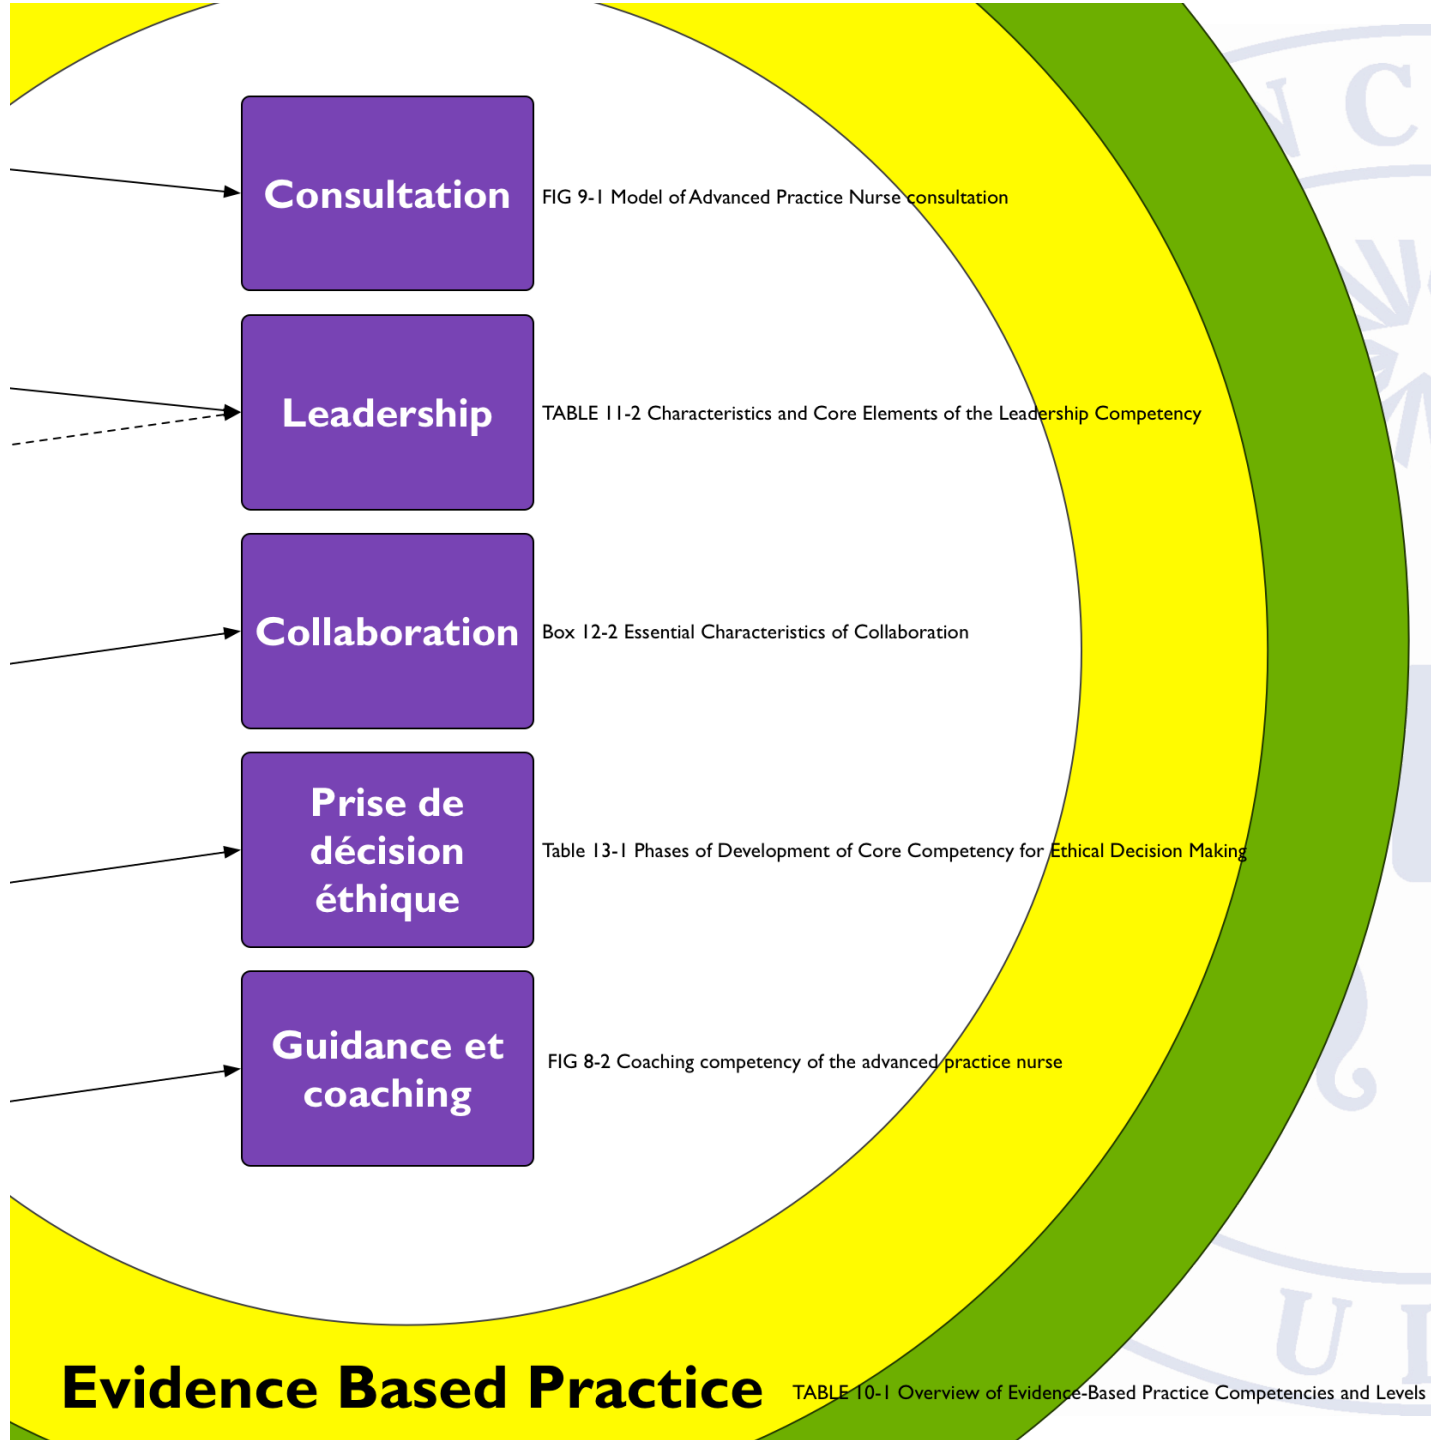 Consultation
FIG 9-1 Model of Advanced Practice Nurse consultation
Leadership
TABLE 11-2 Characteristics and Core Elements of the Leadership Competency
Collaboration
Box 12-2 Essential Characteristics of Collaboration
Prise de
décision
éthique
Table 13-1 Phases of Development of Core Competency for Ethical Decision Making
Guidance et
coaching
FIG 8-2 Coaching competency of the advanced practice nurse
Evidence Based Practice
TABLE 10-1 Overview of Evidence-Based Practice Competencies and Levels